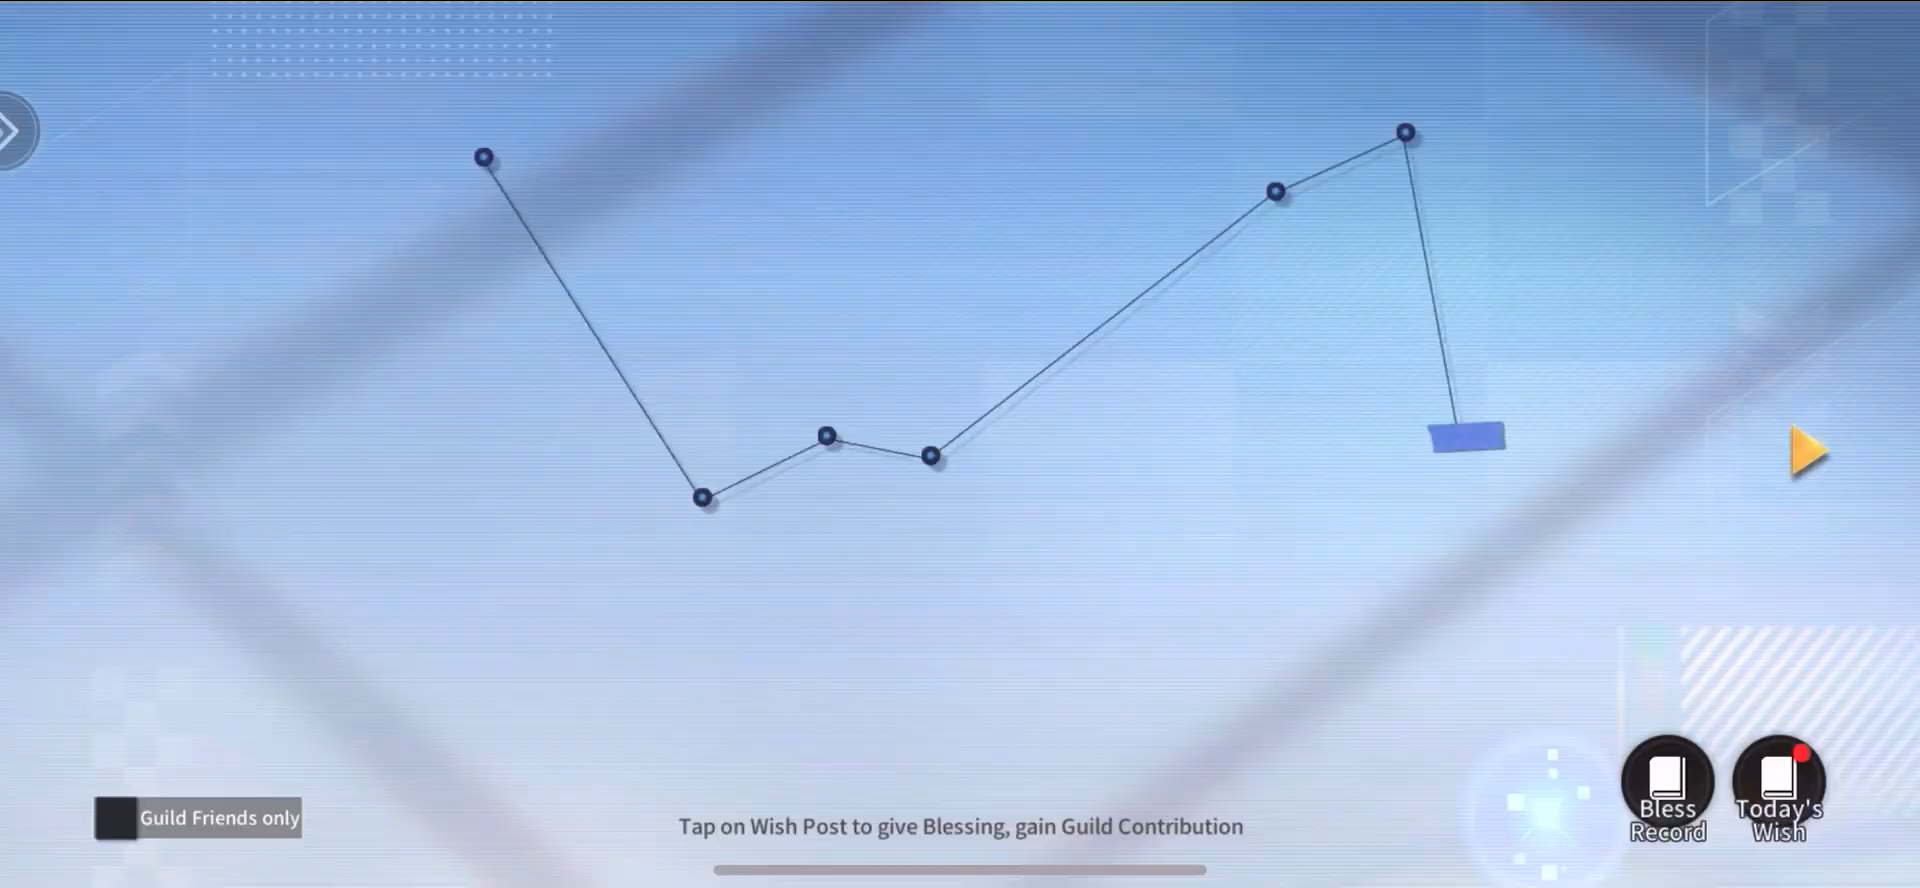 Guild Friends only
Tap on Wish Post to give Blessing, gain Guild Contribution
Bless
Record
Today's
Wish